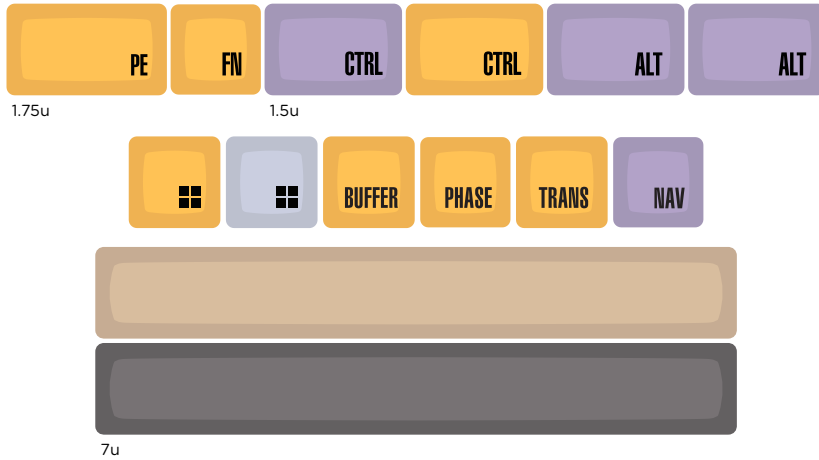 PE FN CTRL CTRL ALT ALT
1.75u 1.5u
BUFFER PHASE TRANS NAV
7u